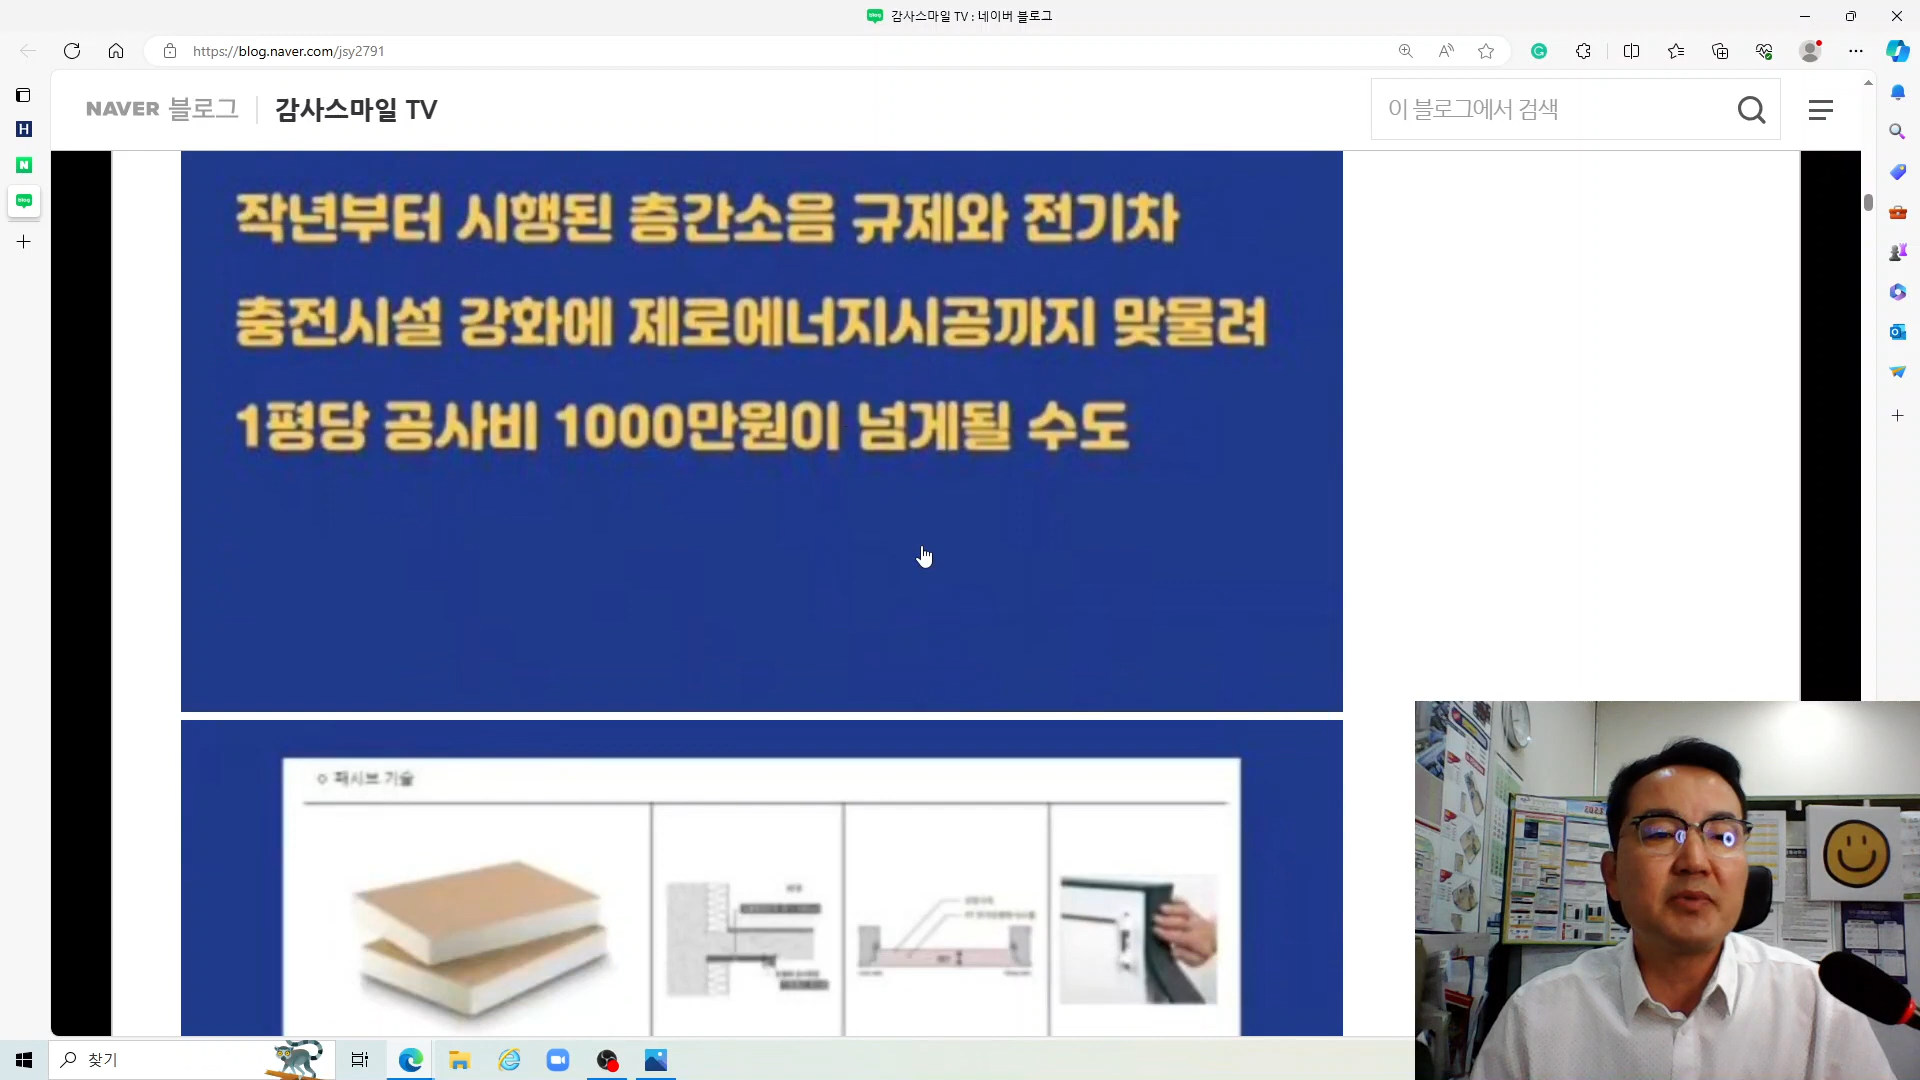 감사스마일 TV : 네이버 블로그
https://blog.naver.com/jsy2791
NAVER 블로그
감사스마일 TV
이 블로그에서 검색
작년부터 시행된 층간소음 규제와 전기차
충전시설 강화에 제로에너지시공까지 맞물려
1평당 공사비 1000만원이 넘게될 수도
패시브 기술
찾기